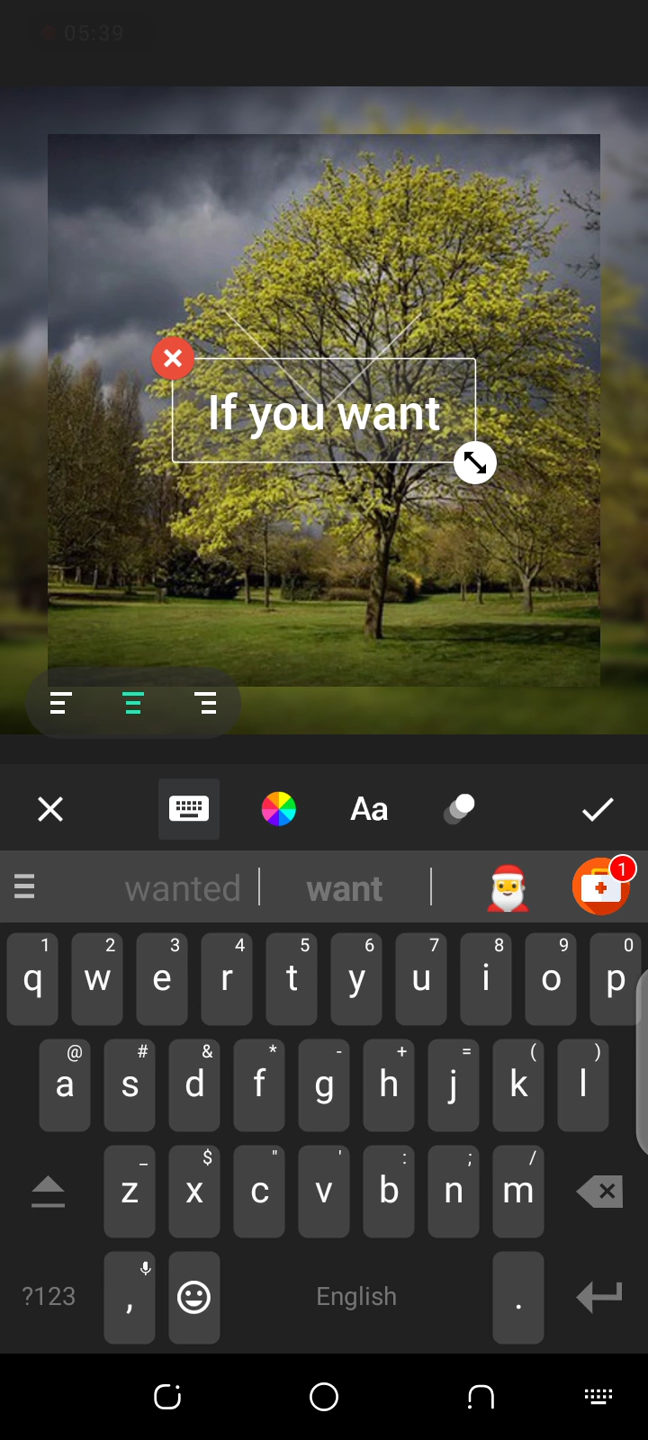 05:39
If you want
Aa
wanted
want
1
1 2 3 4 5 6 7 8 9 0
q w e r t y u i o p
@ # & * - + = ( )
a s d f g h j k l
_ $ " ' : ; /
z x c v b n m
?123 , English .